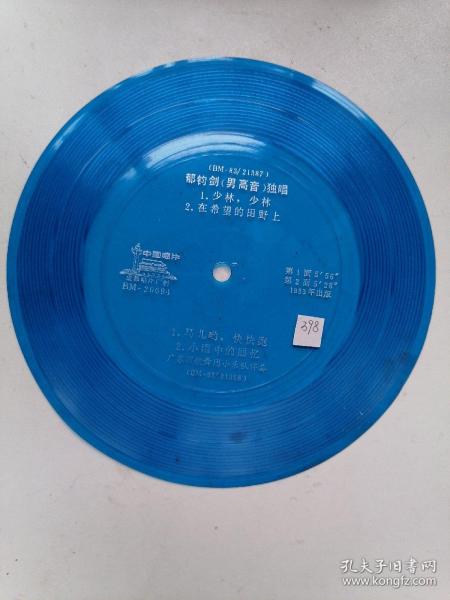 (BM-83/21387)
郁钧剑(男高音)独唱
1.少林,少林
2.在希望的田野上
中国唱片
BM-20694
第1面5′56″
第2面5′26″
1983年出版
398
1.马儿哟,快快跑
2.小雨中的回忆
孔夫子旧书网
www.kongfz.com